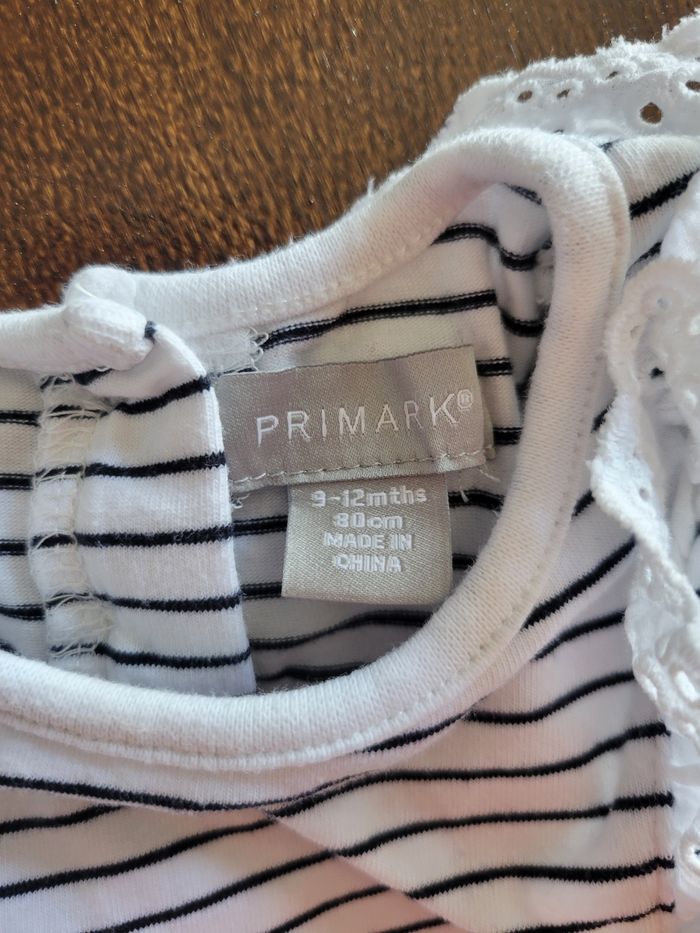 PRIMARK®
9-12mths
80cm
MADE IN
CHINA